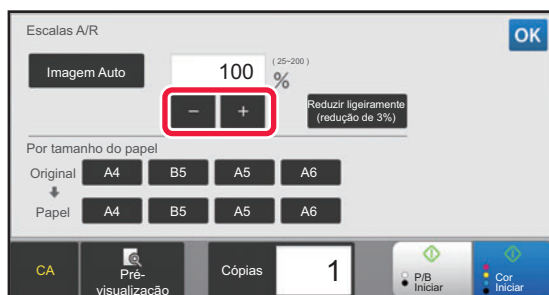 Escalas A/R
OK
Imagem Auto
100
( 25~200 )
%
−
+
Reduzir ligeiramente
(redução de 3%)
Por tamanho do papel
Original
A4
B5
A5
A6
Papel
A4
B5
A5
A6
CA
Pré-
visualização
Cópias
1
P/B
Iniciar
Cor
Iniciar